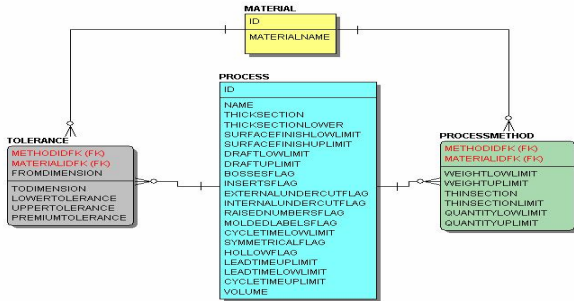 MATERIAL
ID
MATERIALNAME
PROCESS
ID
NAME
THICKSECTION
THICKSECTIONLOWER
SURFACEFINISHLOWLIMIT
SURFACEFINISHUPLIMIT
DRAFTLOWLIMIT
DRAFTUPLIMIT
BOSSESFLAG
INSERTSFLAG
EXTERNALUNDERCUTFLAG
INTERNALUNDERCUTFLAG
RAISEDNUMBERSFLAG
MOLDEDLABELSFLAG
CYCLETIMELOWLIMIT
SYMMETRICALFLAG
HOLLOWFLAG
LEADTIMEUPLIMIT
LEADTIMELOWLIMIT
CYCLETIMEUPLIMIT
VOLUME
TOLERANCE
METHODIDFK (FK)
MATERIALIDFK (FK)
FROMDIMENSION
TODIMENSION
LOWERTOLERANCE
UPPERTOLERANCE
PREMIUMTOLERANCE
PROCESSMETHOD
METHODIDFK (FK)
MATERIALIDFK (FK)
WEIGHTLOWLIMIT
WEIGHTUPLIMIT
THINSECTION
THINSECTIONLIMIT
QUANTITYLOWLIMIT
QUANTITYUPLIMIT